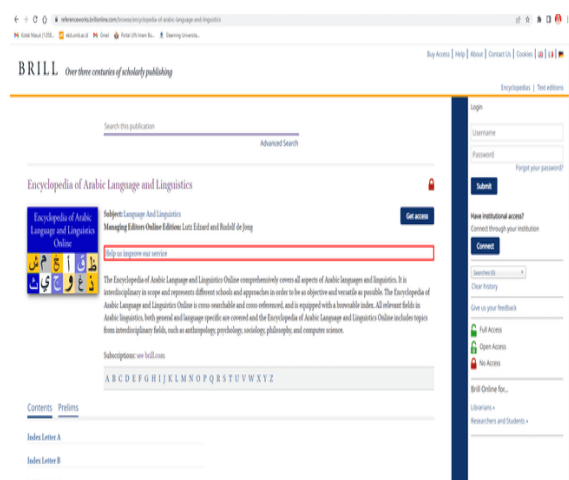 referenceworks.brillonline.com/browse/encyclopedia-of-arabic-language-and-linguistics
Gmail
Buy Access | Help | About | Contact Us | Cookies |
BRILL Over three centuries of scholarly publishing
Encyclopedias | Text editions
Login
Search this publication
Username
Advanced Search
Password
Forgot your password?
Submit
Encyclopedia of Arabic Language and Linguistics
Encyclopedia of Arabic
Language and Linguistics
Online
Subject: Language And Linguistics
Get access
Managing Editors Online Edition: Lutz Edzard and Rudolf de Jong
Help us improve our service
The Encyclopedia of Arabic Language and Linguistics Online comprehensively covers all aspects of Arabic languages and linguistics. It is
interdisciplinary in scope and represents different schools and approaches in order to be as objective and versatile as possible. The Encyclopedia of
Arabic Language and Linguistics Online is cross-searchable and cross-referenced, and is equipped with a browsable index. All relevant fields in
Arabic linguistics, both general and language specific are covered and the Encyclopedia of Arabic Language and Linguistics Online includes topics
from interdisciplinary fields, such as anthropology, psychology, sociology, philosophy, and computer science.
Subscriptions: see brill.com
A B C D E F G H I J K L M N O P Q R S T U V W X Y Z
Contents Prelims
Index Letter A
Index Letter B
Have institutional access?
Connect through your institution
Connect
Searches (0)
Clear history
Give us your feedback
Full Access
Open Access
No Access
Brill Online for...
Librarians »
Researchers and Students »